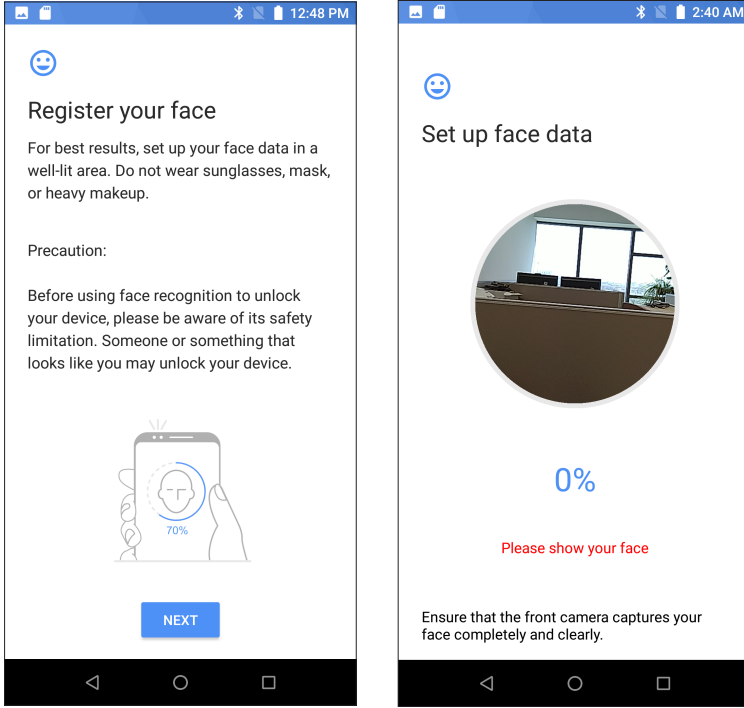 12:48 PM
Register your face
For best results, set up your face data in a
well-lit area. Do not wear sunglasses, mask,
or heavy makeup.
Precaution:
Before using face recognition to unlock
your device, please be aware of its safety
limitation. Someone or something that
looks like you may unlock your device.
70%
NEXT
2:40 AM
Set up face data
0%
Please show your face
Ensure that the front camera captures your
face completely and clearly.